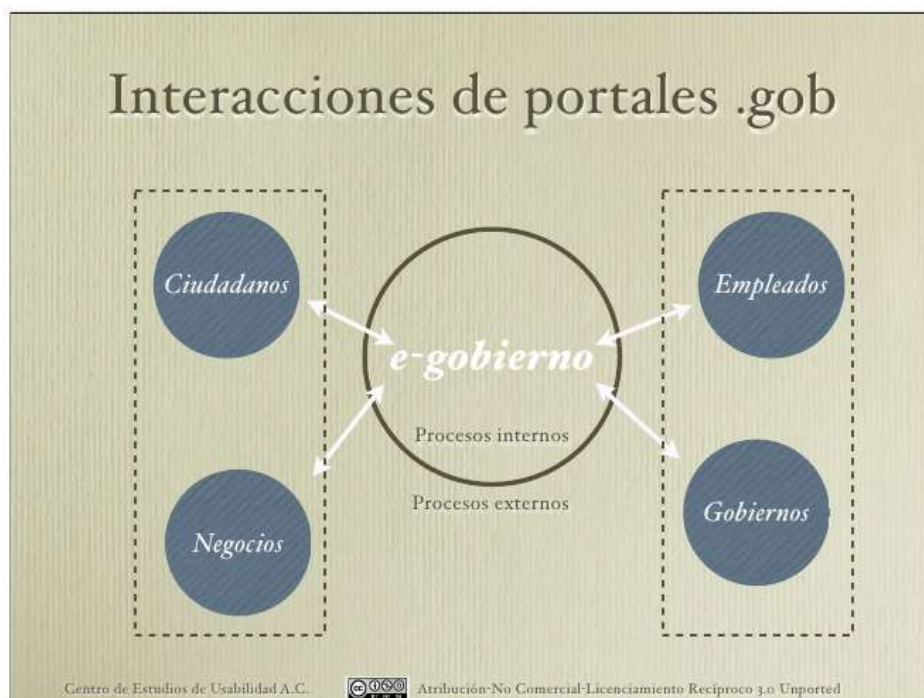 Interacciones de portales .gob
Ciudadanos
Empleados
e-gobierno
Procesos internos
Procesos externos
Negocios
Gobiernos
Centro de Estudios de Usabilidad A.C.
Atribución-No Comercial-Licenciamiento Recíproco 3.0 Unported